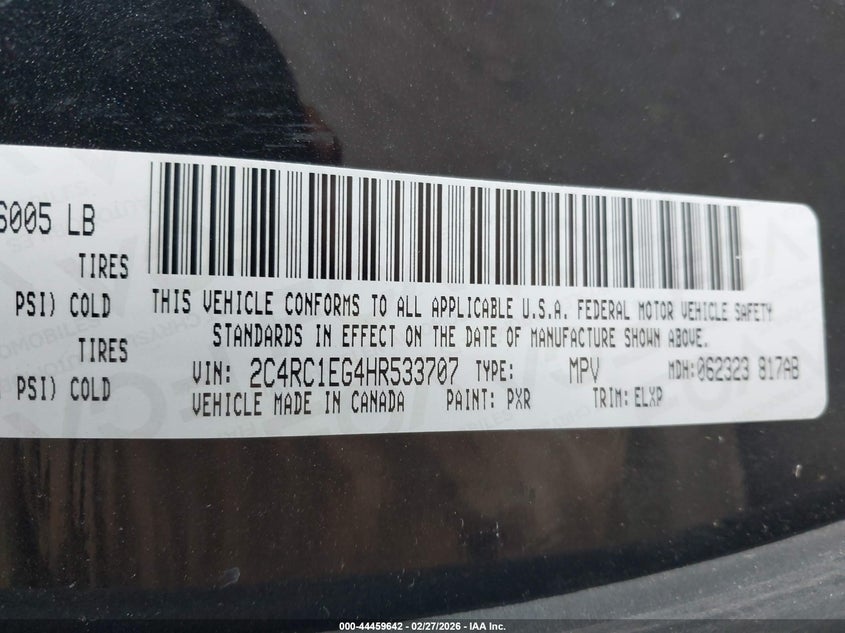 6005 LB
TIRES
PSI) COLD
TIRES
PSI) COLD
THIS VEHICLE CONFORMS TO ALL APPLICABLE U.S.A. FEDERAL MOTOR VEHICLE SAFETY
STANDARDS IN EFFECT ON THE DATE OF MANUFACTURE SHOWN ABOVE.
VIN: 2C4RC1EG4HR533707 TYPE: MPV MDH: 062323 817AB
VEHICLE MADE IN CANADA PAINT: PXR TRIM: ELXP
000-44459642 - 02/27/2026 - IAA Inc.